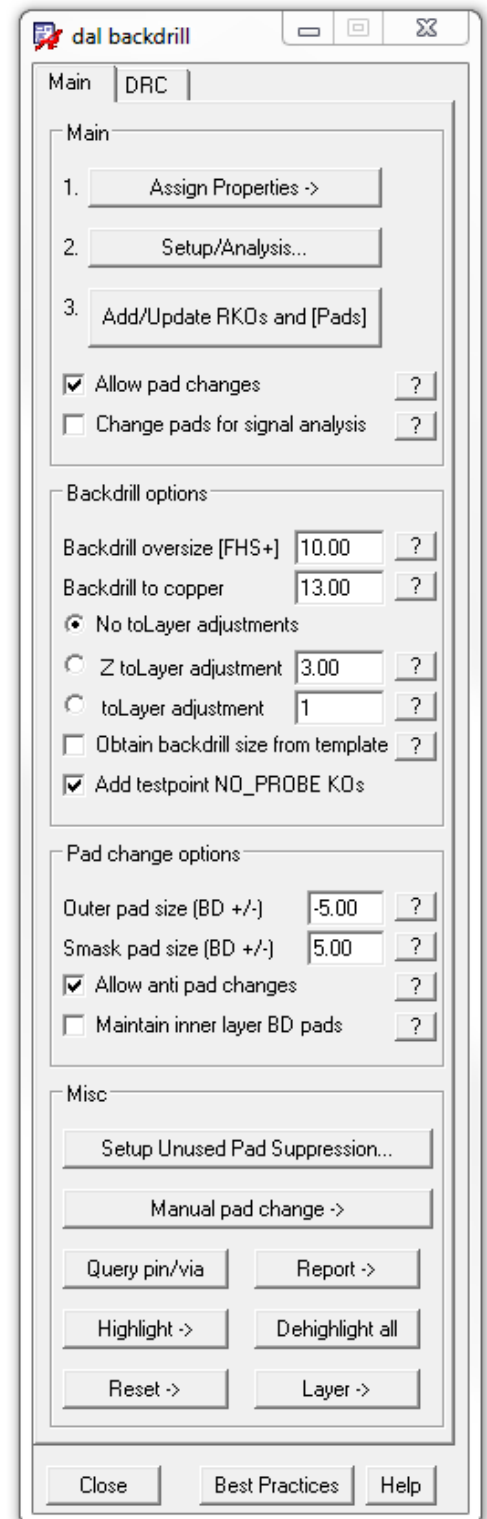 dal backdrill
Main DRC
Main
1. Assign Properties ->
2. Setup/Analysis...
3. Add/Update RKOs and [Pads]
Allow pad changes ?
Change pads for signal analysis ?
Backdrill options
Backdrill oversize [FHS+] 10.00 ?
Backdrill to copper 13.00 ?
No toLayer adjustments
Z toLayer adjustment 3.00 ?
toLayer adjustment 1 ?
Obtain backdrill size from template ?
Add testpoint NO_PROBE KOs
Pad change options
Outer pad size (BD +/-) -5.00 ?
Smask pad size (BD +/-) 5.00 ?
Allow anti pad changes ?
Maintain inner layer BD pads ?
Misc
Setup Unused Pad Suppression...
Manual pad change ->
Query pin/via Report ->
Highlight -> Dehighlight all
Reset -> Layer ->
Close Best Practices Help